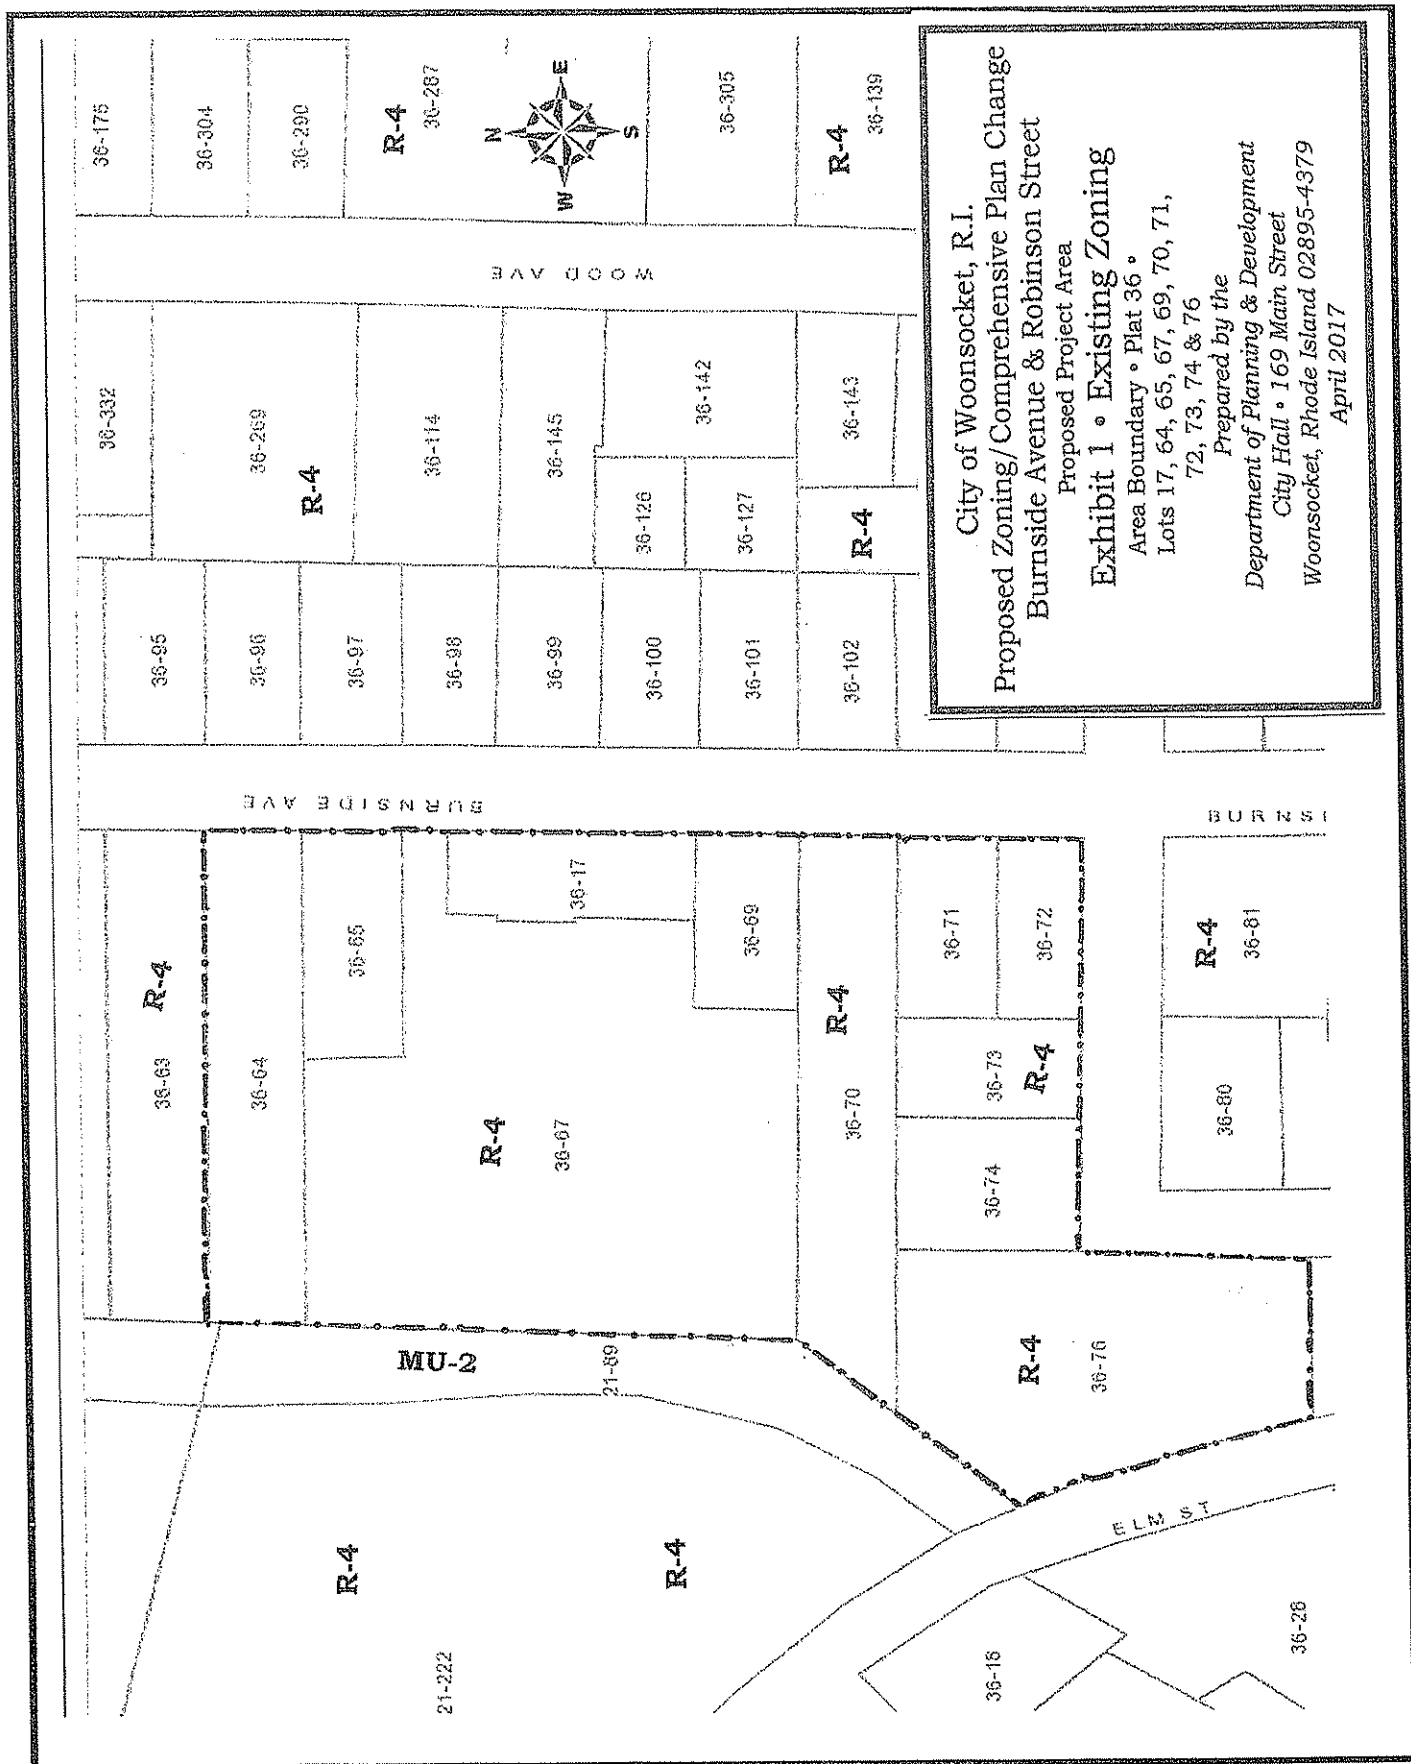 36-175
36-304
36-290
R-4
36-287
N
W
E
S
36-305
R-4
36-139
WOOD AVE
36-332
36-269
R-4
36-114
36-145
36-142
36-126
36-127
36-143
R-4
36-95
36-96
36-97
36-98
36-99
36-100
36-101
36-102
BURNSIDE AVE
BURNSI
R-4
36-63
36-64
36-65
36-17
36-69
R-4
36-67
R-4
36-70
36-71
36-72
36-73
R-4
36-74
R-4
36-81
36-80
MU-2
21-89
R-4
36-76
R-4
R-4
21-222
ELM ST
36-18
36-28
City of Woonsocket, R.I.
Proposed Zoning/Comprehensive Plan Change
Burnside Avenue & Robinson Street
Proposed Project Area
Exhibit 1 • Existing Zoning
Area Boundary • Plat 36 •
Lots 17, 64, 65, 67, 69, 70, 71,
72, 73, 74 & 76
Prepared by the
Department of Planning & Development
City Hall • 169 Main Street
Woonsocket, Rhode Island 02895-4379
April 2017